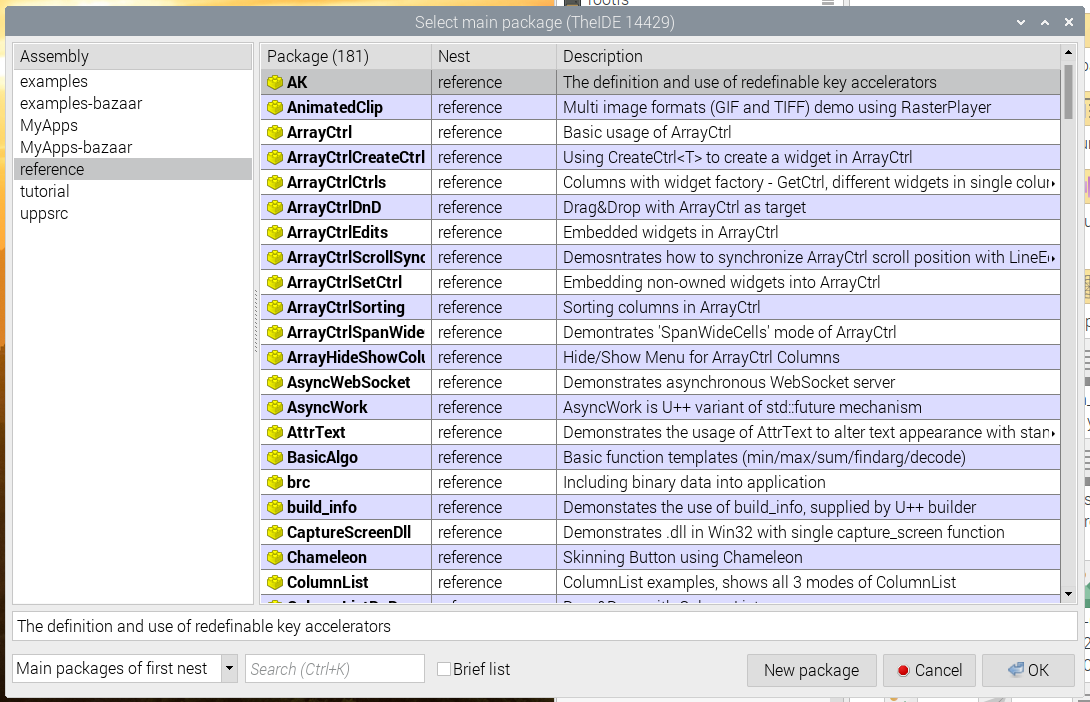 Select main package (TheIDE 14429)
Assembly
examples
examples-bazaar
MyApps
MyApps-bazaar
reference
tutorial
uppsrc
Package (181) Nest Description
AK reference The definition and use of redefinable key accelerators
AnimatedClip reference Multi image formats (GIF and TIFF) demo using RasterPlayer
ArrayCtrl reference Basic usage of ArrayCtrl
ArrayCtrlCreateCtrl reference Using CreateCtrl<T> to create a widget in ArrayCtrl
ArrayCtrlCtrls reference Columns with widget factory - GetCtrl, different widgets in single
ArrayCtrlDnD reference Drag&Drop with ArrayCtrl as target
ArrayCtrlEdits reference Embedded widgets in ArrayCtrl
ArrayCtrlScrollSync reference Demosntrates how to synchronize ArrayCtrl scroll position with
ArrayCtrlSetCtrl reference Embedding non-owned widgets into ArrayCtrl
ArrayCtrlSorting reference Sorting columns in ArrayCtrl
ArrayCtrlSpanWide reference Demontrates 'SpanWideCells' mode of ArrayCtrl
ArrayHideShowColu reference Hide/Show Menu for ArrayCtrl Columns
AsyncWebSocket reference Demonstrates asynchronous WebSocket server
AsyncWork reference AsyncWork is U++ variant of std::future mechanism
AttrText reference Demonstrates the usage of AttrText to alter text appearance with
BasicAlgo reference Basic function templates (min/max/sum/findarg/decode)
brc reference Including binary data into application
build_info reference Demonstates the use of build_info, supplied by U++ builder
CaptureScreenDll reference Demonstrates .dll in Win32 with single capture_screen function
Chameleon reference Skinning Button using Chameleon
ColumnList reference ColumnList examples, shows all 3 modes of ColumnList
The definition and use of redefinable key accelerators
Main packages of first nest Search (Ctrl+K) Brief list New package Cancel OK